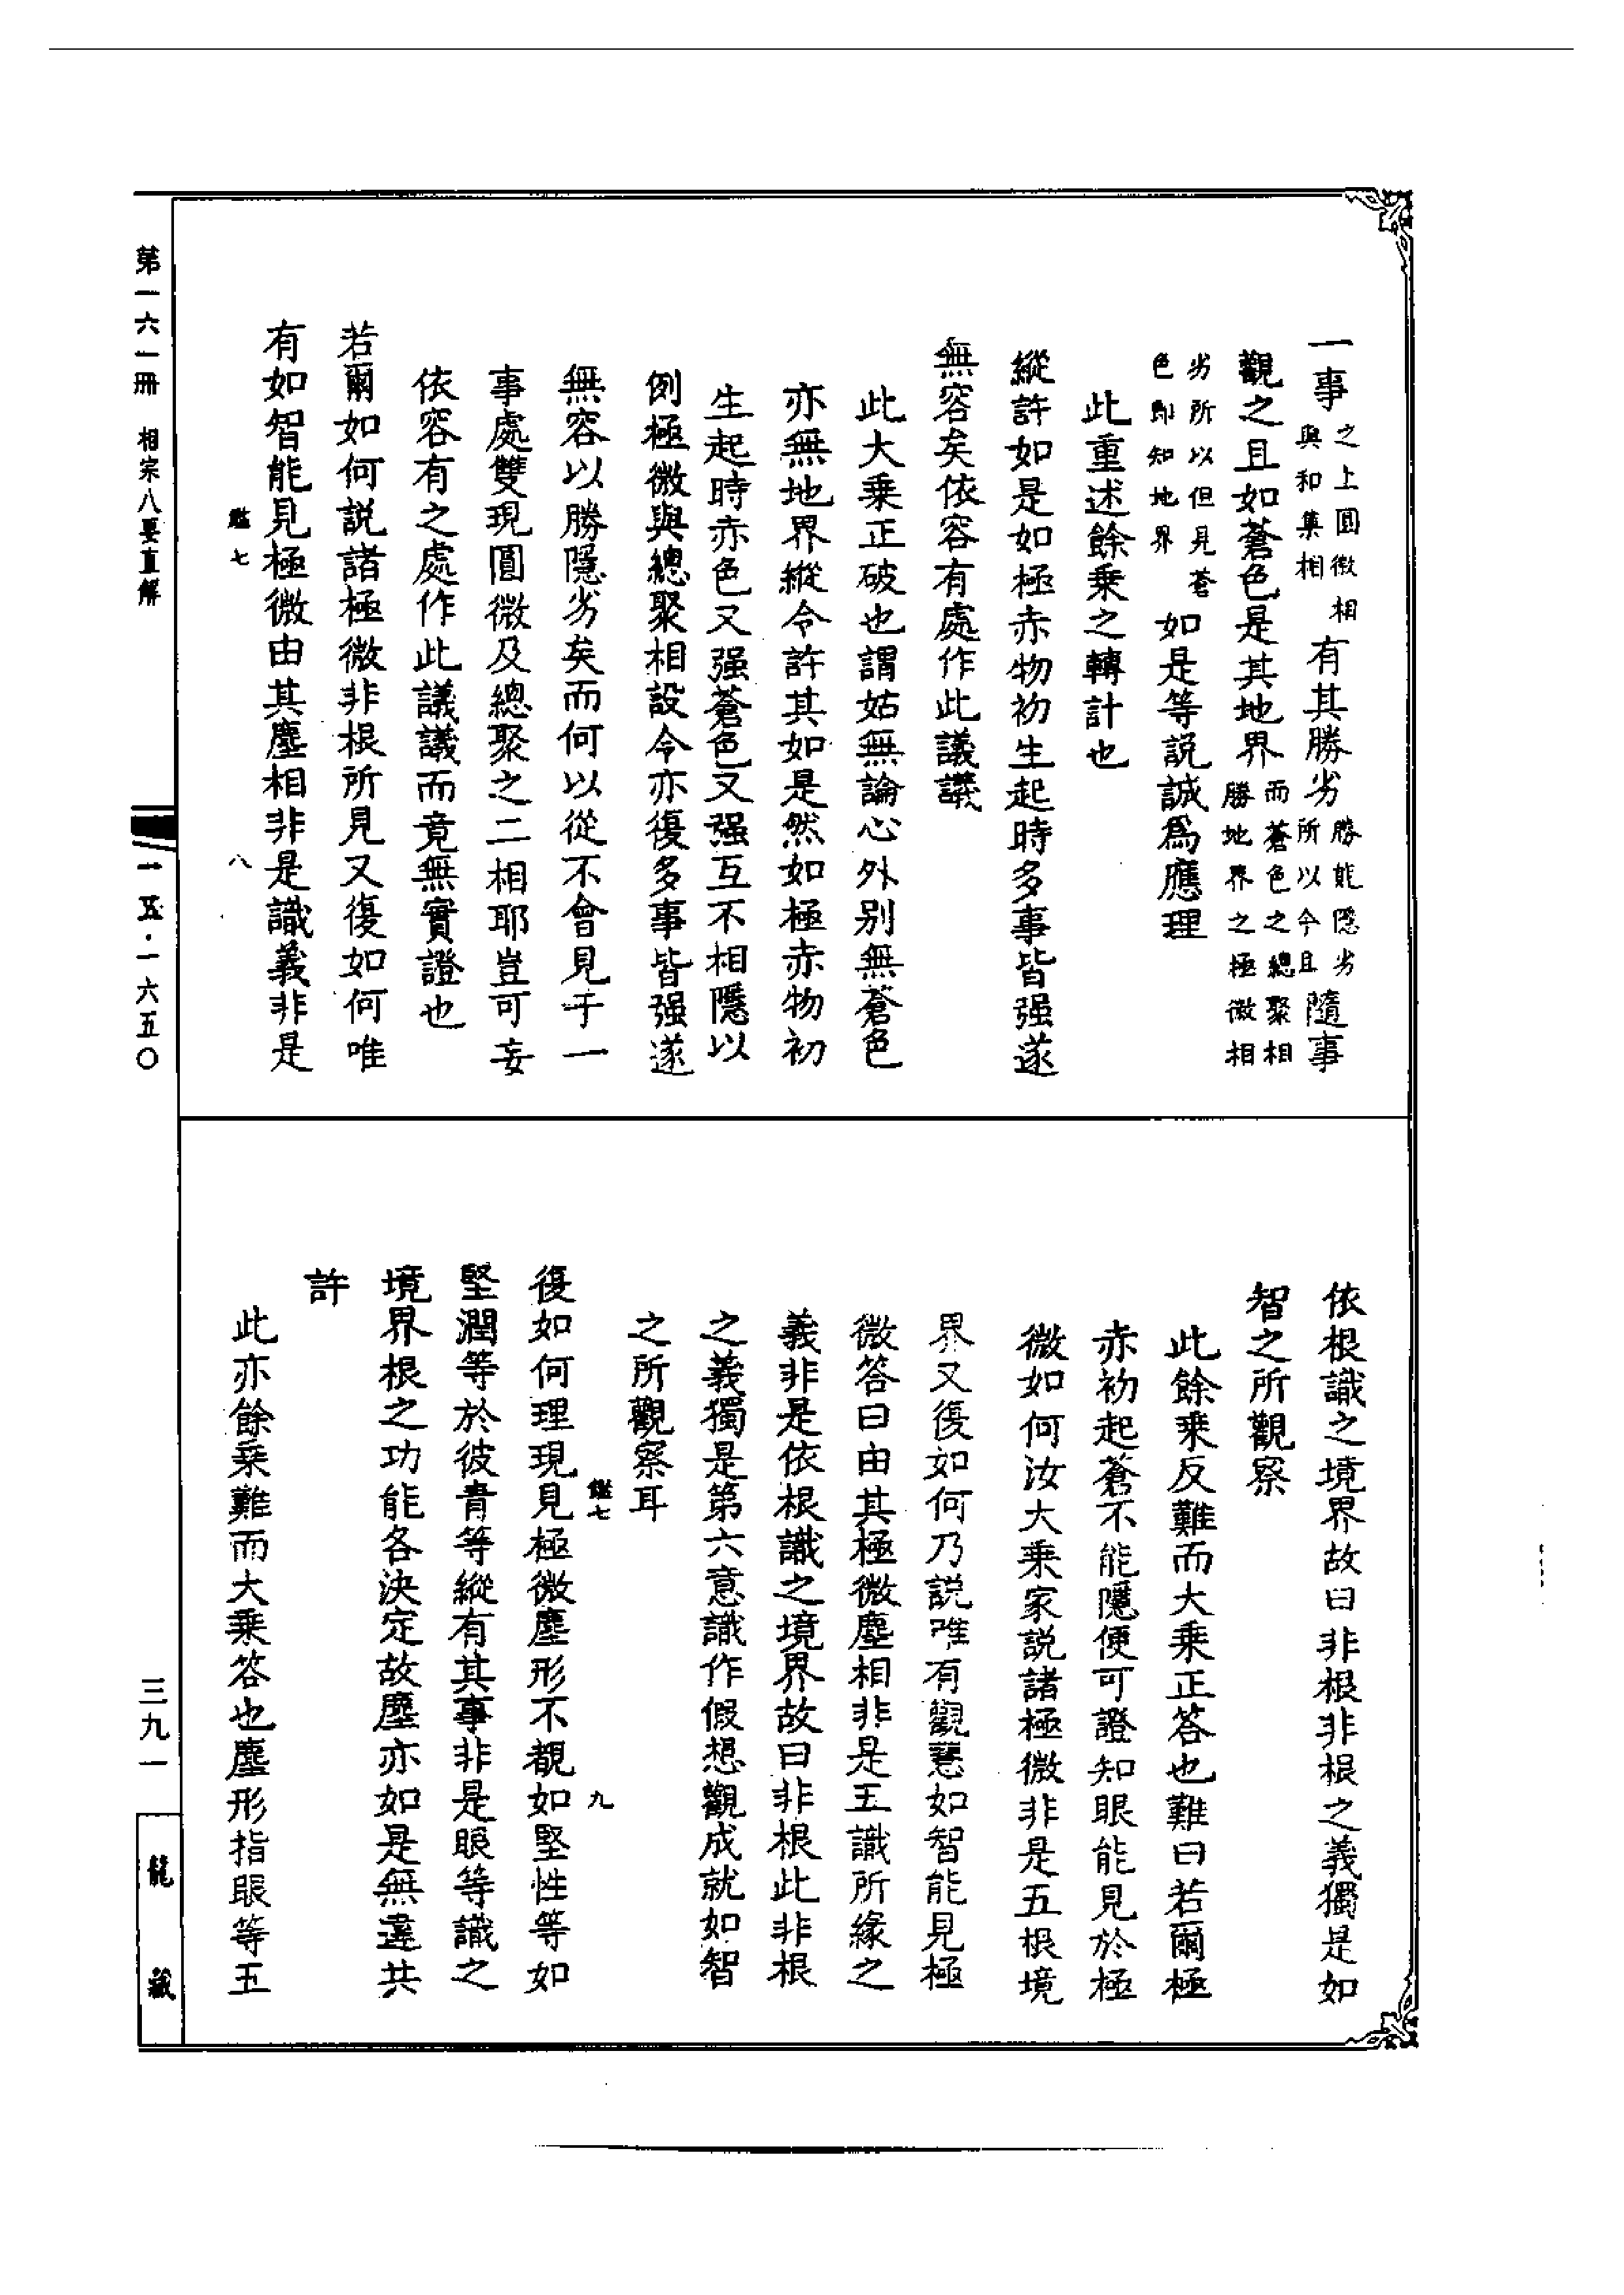 一事之上圓微相與和集相有其勝劣勝能隱劣所以今且隨事
觀之且如蒼色是其地界而蒼色之總聚相勝地界之極微相
劣所以但見蒼色即知地界如是等説誠爲應理
此重述餘乗之轉計也
縱許如是如極赤物初生起時多事皆强遂
無容矣依容有處作此議議
此大乗正破也謂姑無論心外别無蒼色
亦無地界縱令許其如是然如極赤物初
生起時赤色又强蒼色又强互不相隱以
例極微與總聚相設令亦復多事皆强遂
無容以勝隱劣矣而何以從不會見于一
事處雙現圓微及總聚之二相耶豈可妄
依容有之處作此議議而竟無實證也
若爾如何説諸極微非根所見又復如何唯
有如智能見極微由其塵相非是識義非是
鑑七 八
依根識之境界故曰非根非根之義獨是如
智之所觀察
此餘乗反難而大乗正答也難曰若爾極
赤初起蒼不能隱便可證知眼能見於極
微如何汝大乗家説諸極微非是五根境
界又復如何乃説唯有觀慧如智能見極
微答曰由其極微塵相非是五識所緣之
義非是依根識之境界故曰非根此非根
之義獨是第六意識作假想觀成就如智
之所觀察耳
鑑七 九
復如何理現見極微塵形不覩如堅性等如
堅潤等於彼青等縱有其事非是眼等識之
境界根之功能各決定故塵亦如是無違共
許
此亦餘乗難而大乗答也塵形指眼等五
第一六一冊 相宗八要直解
一五·一六五〇
三九一
龍藏